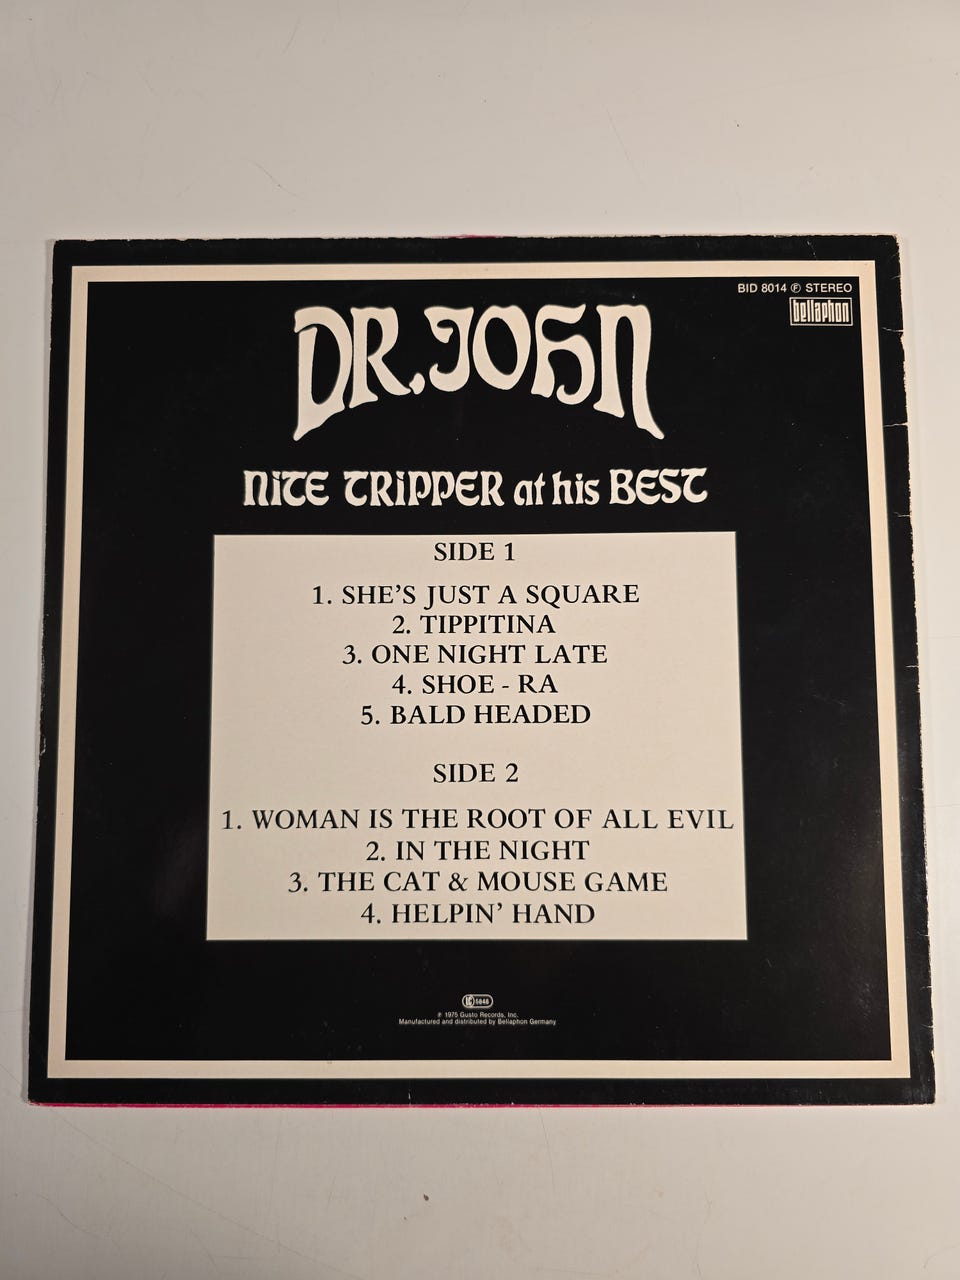 BID 8014 ℗ STEREO
bellaphon
DR. JOHN
NITE TRIPPER at his BEST
SIDE 1
1. SHE'S JUST A SQUARE
2. TIPPITINA
3. ONE NIGHT LATE
4. SHOE - RA
5. BALD HEADED
SIDE 2
1. WOMAN IS THE ROOT OF ALL EVIL
2. IN THE NIGHT
3. THE CAT & MOUSE GAME
4. HELPIN' HAND
LC 5846
℗ 1975 Gusto Records, Inc.
Manufactured and distributed by Bellaphon Germany